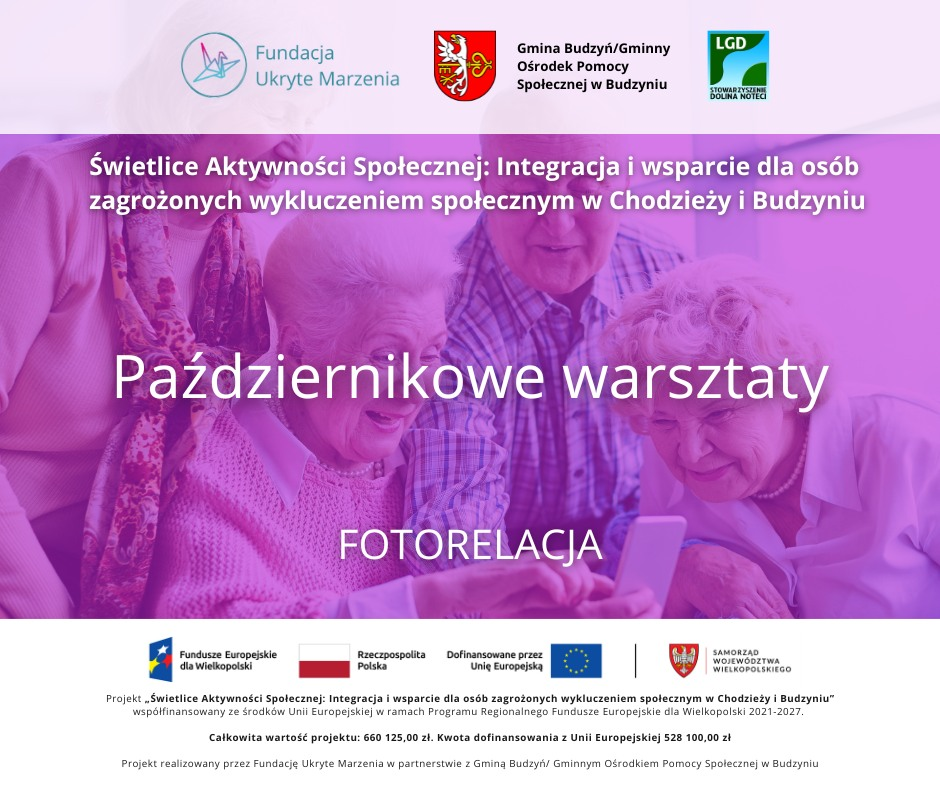 Fundacja
Ukryte Marzenia
Gmina Budzyń/Gminny
Ośrodek Pomocy
Społecznej w Budzyniu
LGD
STOWARZYSZENIE
DOLINA NOTECI
Świetlice Aktywności Społecznej: Integracja i wsparcie dla osób
zagrożonych wykluczeniem społecznym w Chodzieży i Budzyniu
Październikowe warsztaty
FOTORELACJA
Fundusze Europejskie
dla Wielkopolski
Rzeczpospolita
Polska
Dofinansowane przez
Unię Europejską
SAMORZĄD
WOJEWÓDZTWA
WIELKOPOLSKIEGO
Projekt „Świetlice Aktywności Społecznej: Integracja i wsparcie dla osób zagrożonych wykluczeniem społecznym w Chodzieży i Budzyniu”
współfinansowany ze środków Unii Europejskiej w ramach Programu Regionalnego Fundusze Europejskie dla Wielkopolski 2021-2027.
Całkowita wartość projektu: 660 125,00 zł. Kwota dofinansowania z Unii Europejskiej 528 100,00 zł
Projekt realizowany przez Fundację Ukryte Marzenia w partnerstwie z Gminą Budzyń/ Gminnym Ośrodkiem Pomocy Społecznej w Budzyniu